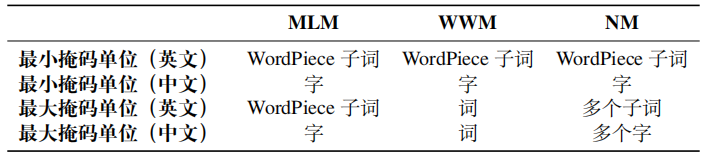 MLM WWM NM
最小掩码单位（英文） WordPiece 子词 WordPiece 子词 WordPiece 子词
最小掩码单位（中文） 字 字 字
最大掩码单位（英文） WordPiece 子词 词 多个子词
最大掩码单位（中文） 字 词 多个字